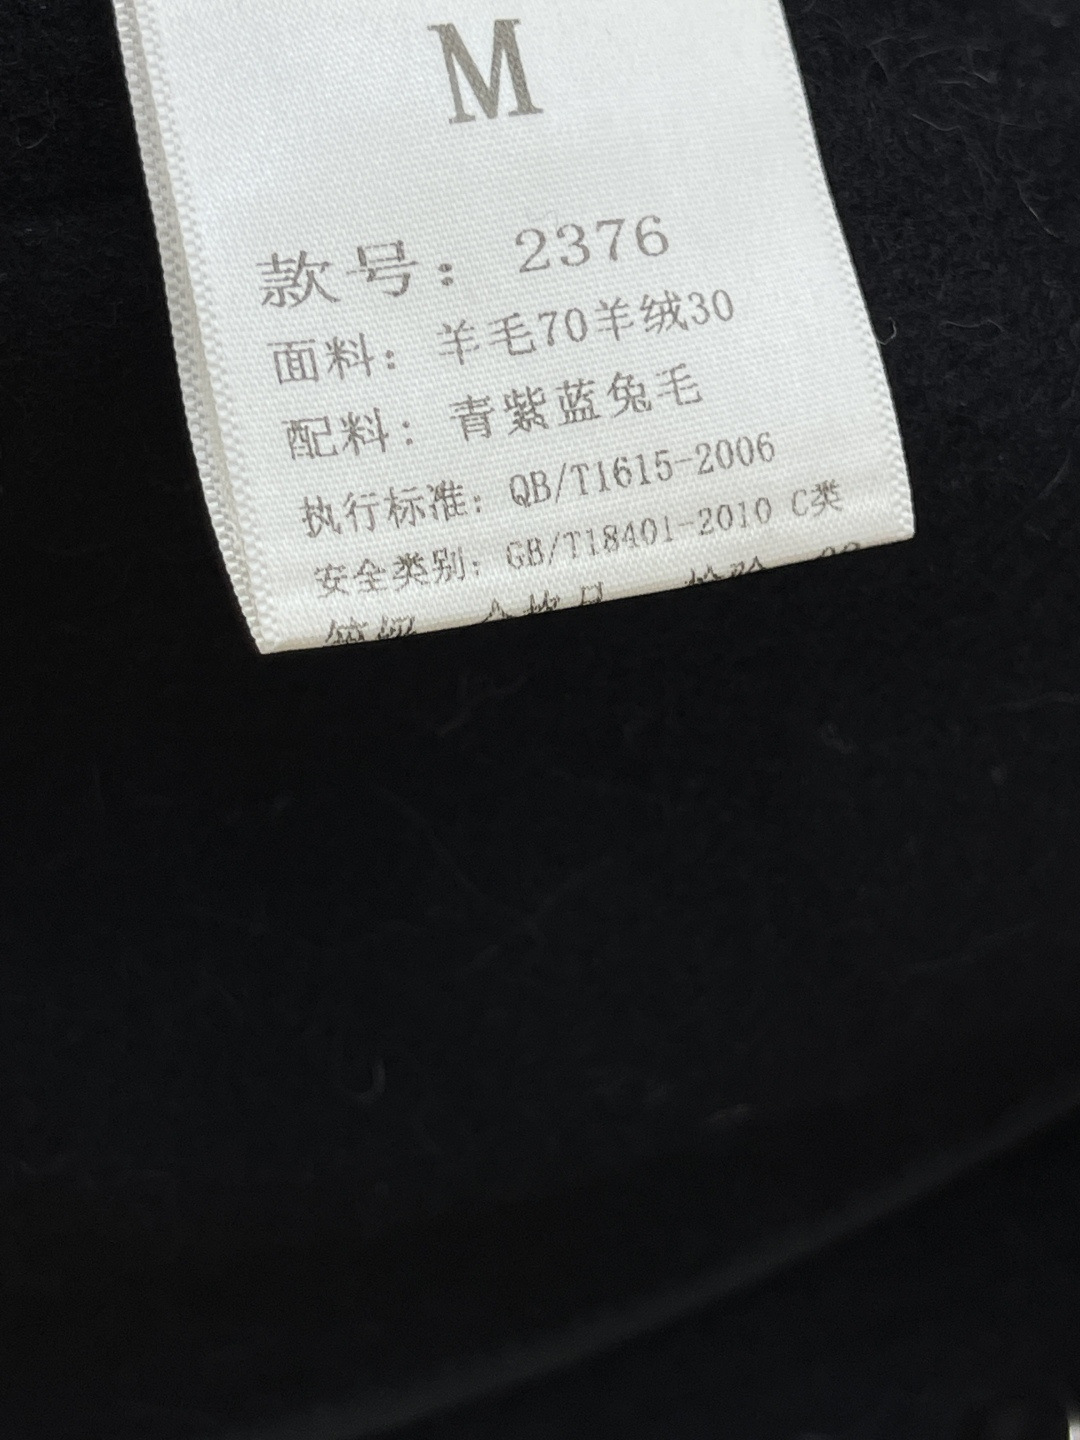 M
款号：2376
面料：羊毛70羊绒30
配料：青紫蓝兔毛
执行标准：QB/T1615-2006
安全类别：GB/T18401-2010 C类